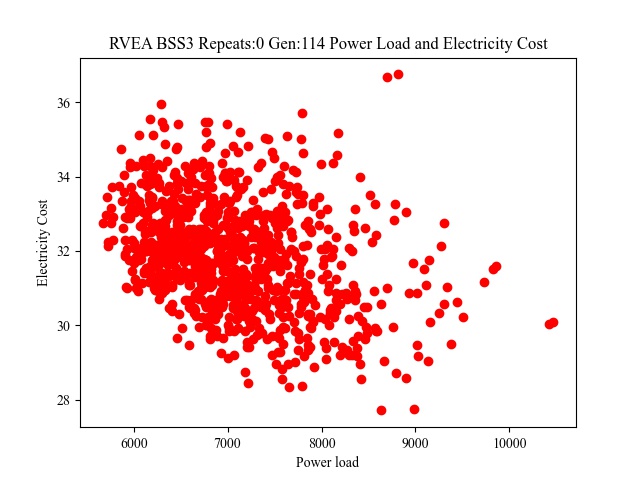 RVEA BSS3 Repeats:0 Gen:114 Power Load and Electricity Cost
36
34
32
30
28
Electricity Cost
6000 7000 8000 9000 10000
Power load